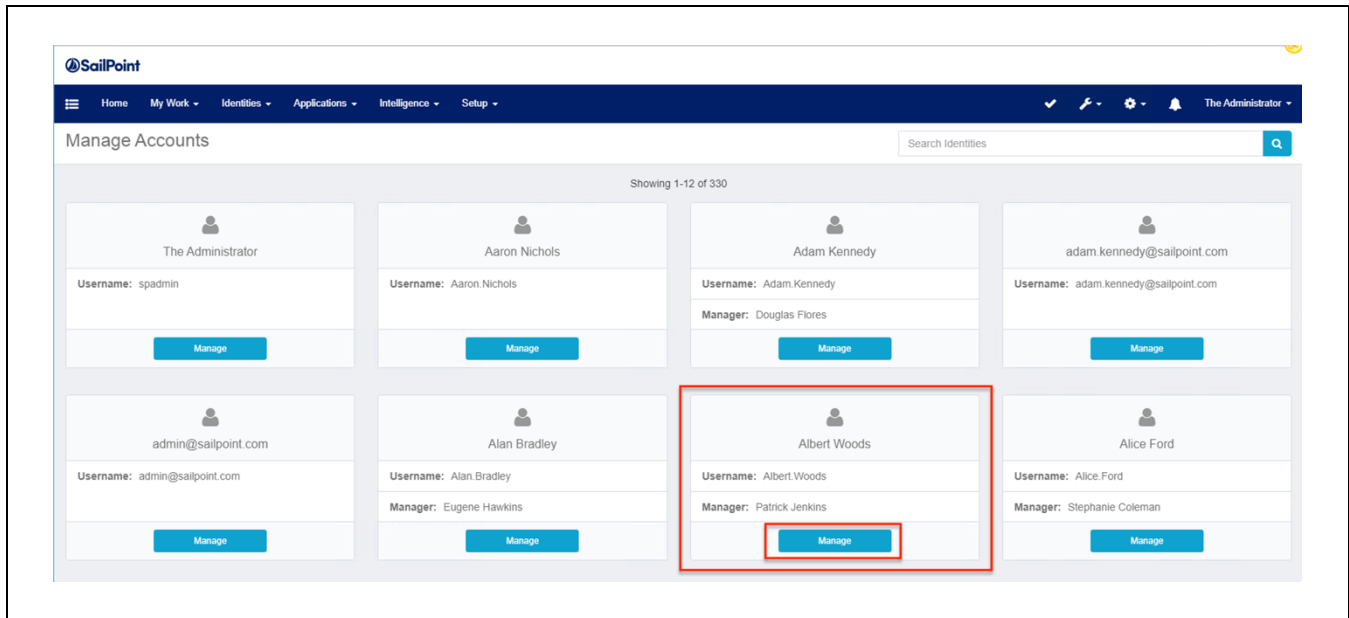 SailPoint
Home My Work Identities Applications Intelligence Setup The Administrator
Manage Accounts Search Identities
Showing 1-12 of 330
The Administrator Aaron Nichols Adam Kennedy adam.kennedy@sailpoint.com
Username: spadmin Username: Aaron.Nichols Username: Adam.Kennedy Username: adam.kennedy@sailpoint.com
Manager: Douglas Flores
Manage Manage Manage Manage
admin@sailpoint.com Alan Bradley Albert Woods Alice Ford
Username: admin@sailpoint.com Username: Alan.Bradley Username: Albert.Woods Username: Alice.Ford
Manager: Eugene Hawkins Manager: Patrick Jenkins Manager: Stephanie Coleman
Manage Manage Manage Manage